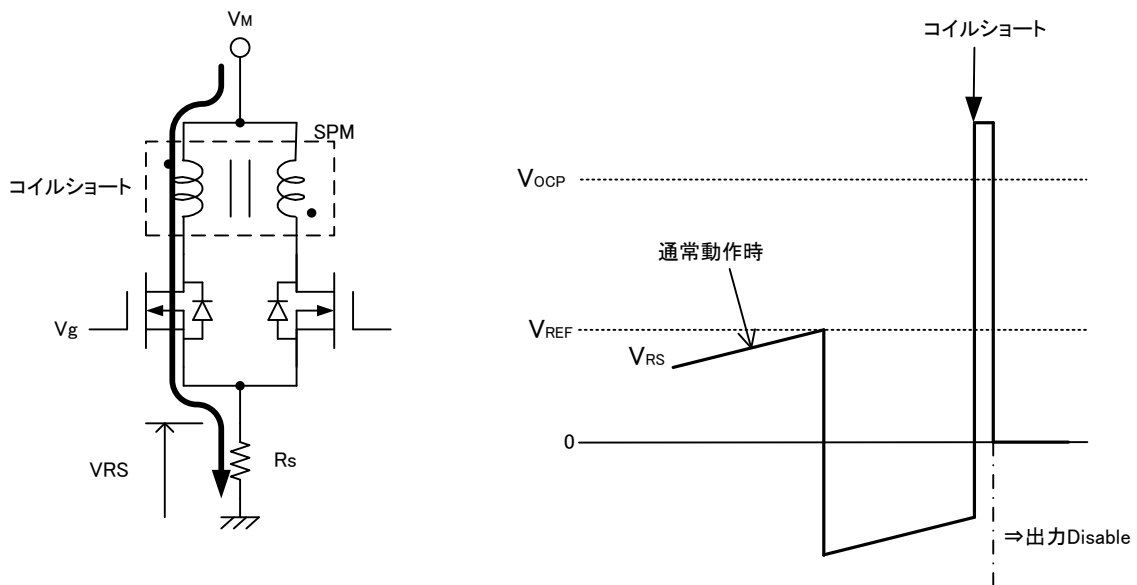 VM
SPM
コイルショート
Vg
VRS
Rs
コイルショート
VOCP
通常動作時
VREF
VRS
0
⇒出力Disable